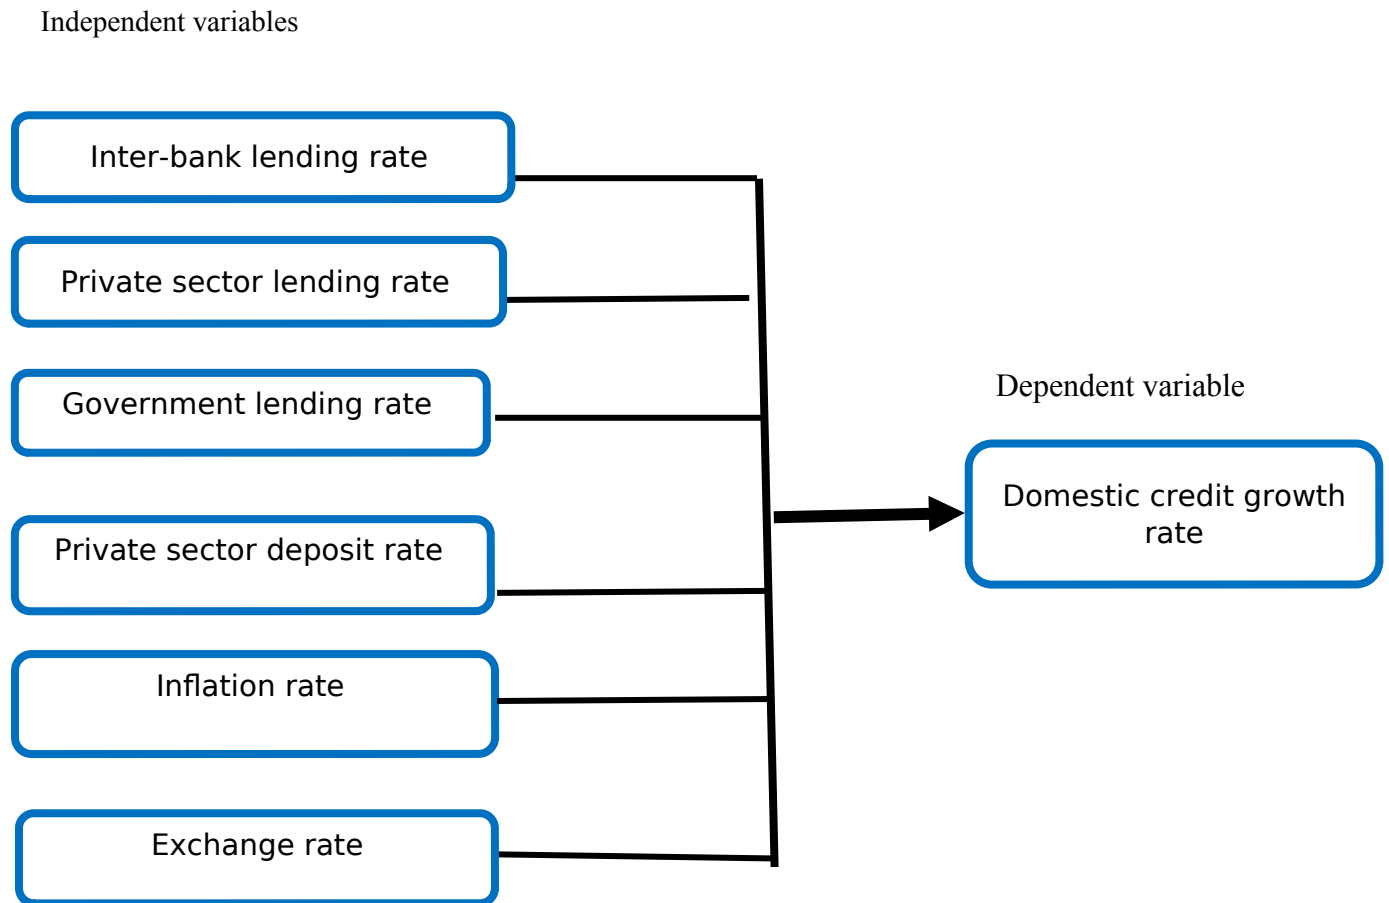 Independent variables
Inter-bank lending rate
Private sector lending rate
Government lending rate
Dependent variable
Domestic credit growth
rate
Private sector deposit rate
Inflation rate
Exchange rate